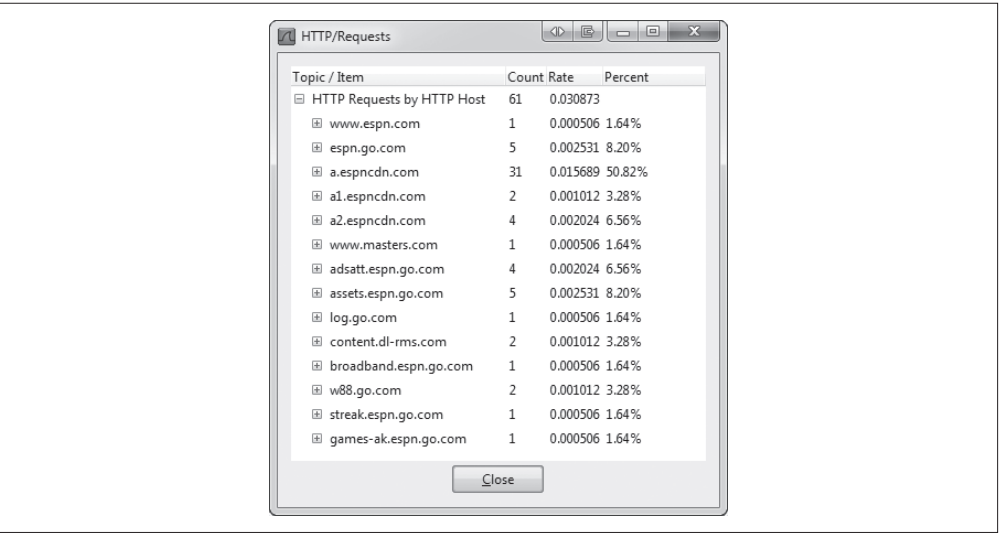 HTTP/Requests
Topic / Item Count Rate Percent
HTTP Requests by HTTP Host 61 0.030873
www.espn.com 1 0.000506 1.64%
espn.go.com 5 0.002531 8.20%
a.espncdn.com 31 0.015689 50.82%
a1.espncdn.com 2 0.001012 3.28%
a2.espncdn.com 4 0.002024 6.56%
www.masters.com 1 0.000506 1.64%
adsatt.espn.go.com 4 0.002024 6.56%
assets.espn.go.com 5 0.002531 8.20%
log.go.com 1 0.000506 1.64%
content.dl-rms.com 2 0.001012 3.28%
broadband.espn.go.com 1 0.000506 1.64%
w88.go.com 2 0.001012 3.28%
streak.espn.go.com 1 0.000506 1.64%
games-ak.espn.go.com 1 0.000506 1.64%
Close